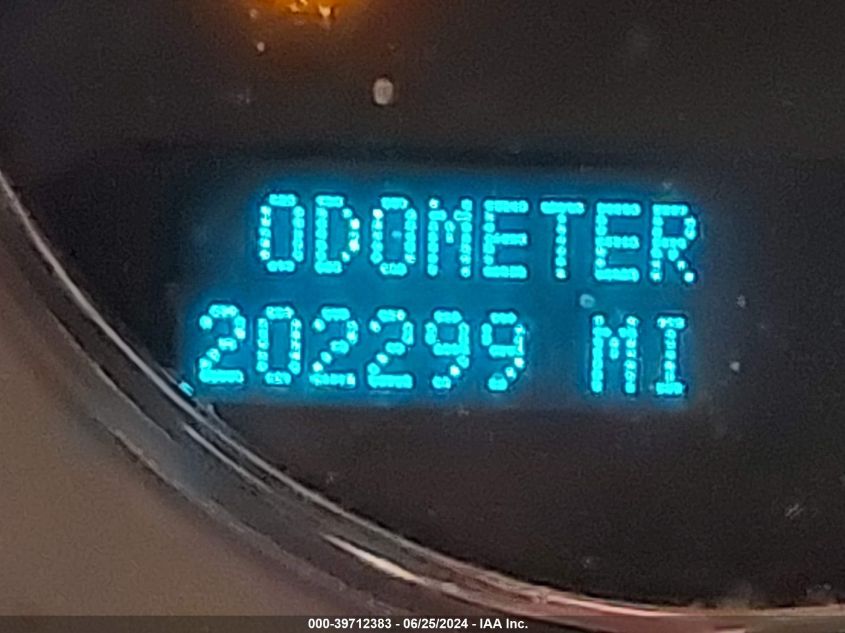 ODOMETER
202299 MI
000-39712383 - 06/25/2024 - IAA Inc.